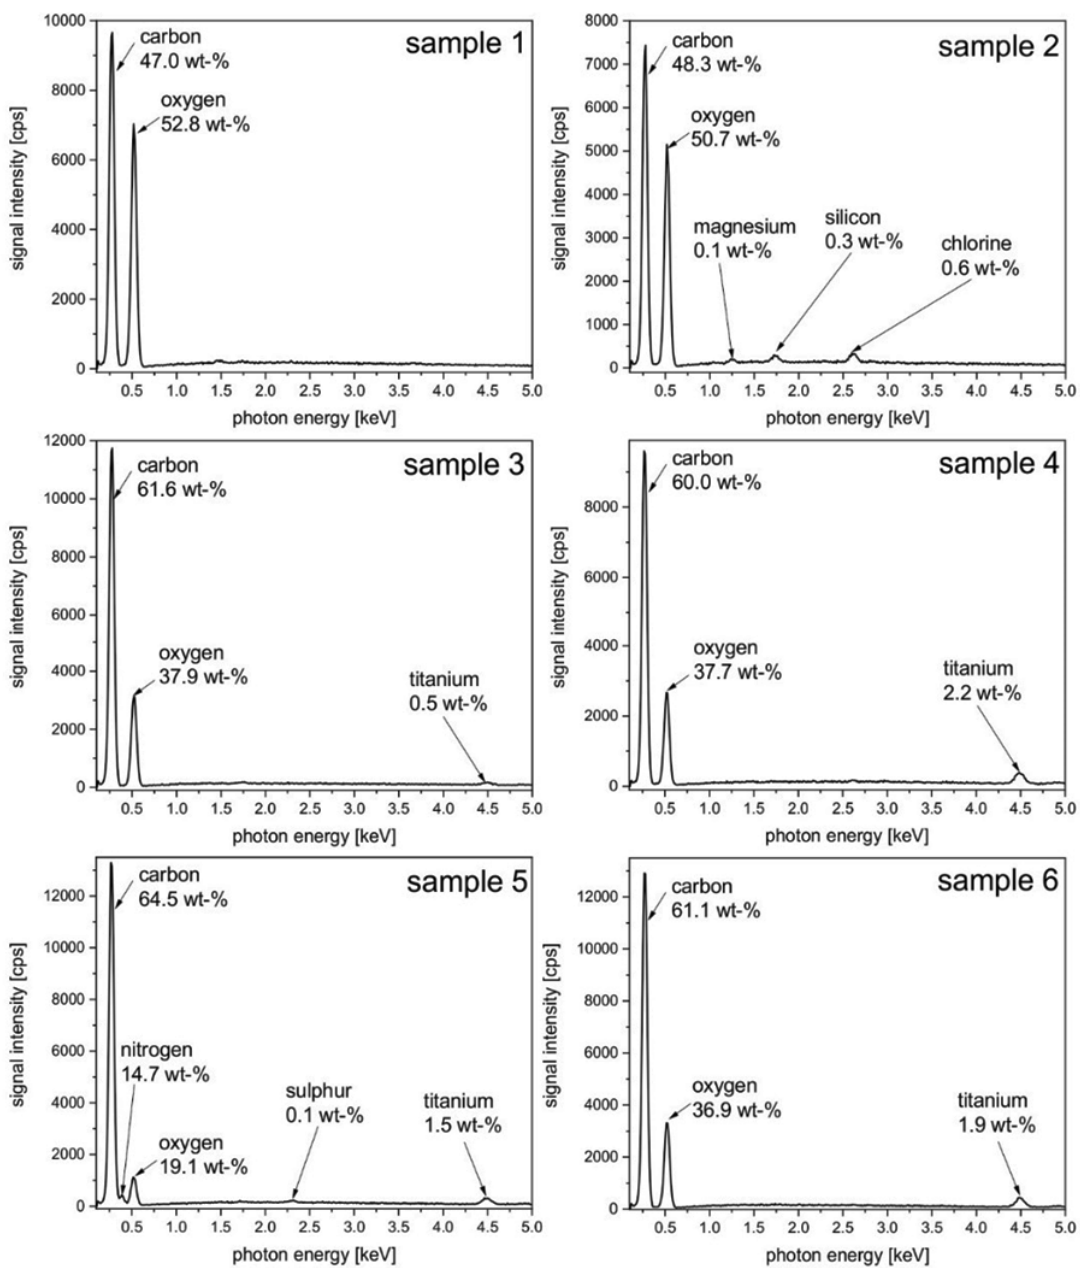 sample 1
carbon
47.0 wt-%
oxygen
52.8 wt-%
signal intensity [cps]
10000
8000
6000
4000
2000
0
0.5 1.0 1.5 2.0 2.5 3.0 3.5 4.0 4.5 5.0
photon energy [keV]
sample 2
carbon
48.3 wt-%
oxygen
50.7 wt-%
magnesium
0.1 wt-%
silicon
0.3 wt-%
chlorine
0.6 wt-%
signal intensity [cps]
8000
7000
6000
5000
4000
3000
2000
1000
0
0.5 1.0 1.5 2.0 2.5 3.0 3.5 4.0 4.5 5.0
photon energy [keV]
sample 3
carbon
61.6 wt-%
oxygen
37.9 wt-%
titanium
0.5 wt-%
signal intensity [cps]
12000
10000
8000
6000
4000
2000
0
0.5 1.0 1.5 2.0 2.5 3.0 3.5 4.0 4.5 5.0
photon energy [keV]
sample 4
carbon
60.0 wt-%
oxygen
37.7 wt-%
titanium
2.2 wt-%
signal intensity [cps]
8000
6000
4000
2000
0
0.5 1.0 1.5 2.0 2.5 3.0 3.5 4.0 4.5 5.0
photon energy [keV]
sample 5
carbon
64.5 wt-%
nitrogen
14.7 wt-%
oxygen
19.1 wt-%
sulphur
0.1 wt-%
titanium
1.5 wt-%
signal intensity [cps]
12000
10000
8000
6000
4000
2000
0
0.5 1.0 1.5 2.0 2.5 3.0 3.5 4.0 4.5 5.0
photon energy [keV]
sample 6
carbon
61.1 wt-%
oxygen
36.9 wt-%
titanium
1.9 wt-%
signal intensity [cps]
12000
10000
8000
6000
4000
2000
0
0.5 1.0 1.5 2.0 2.5 3.0 3.5 4.0 4.5 5.0
photon energy [keV]